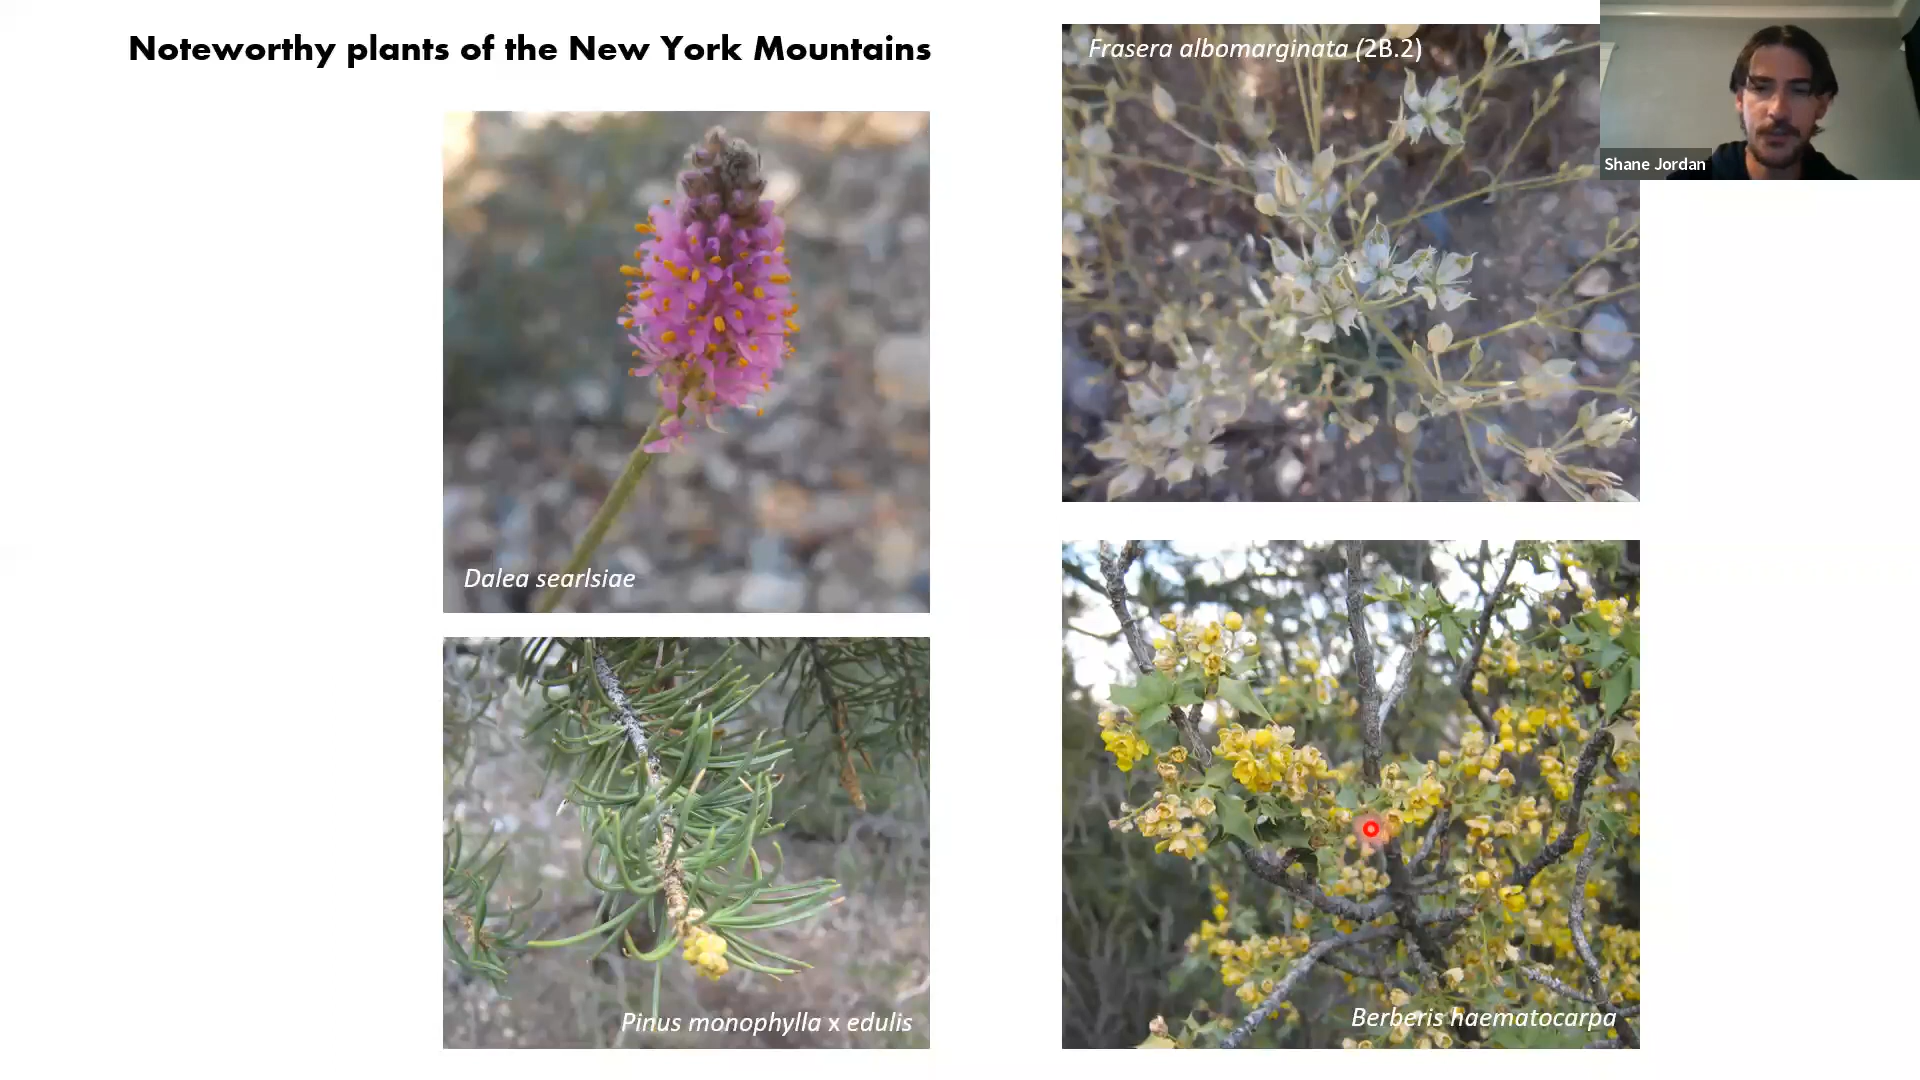 Noteworthy plants of the New York Mountains
Frasera albomarginata (2B.2)
Shane Jordan
Dalea searlsiae
Pinus monophylla x edulis
Berberis haematocarpa